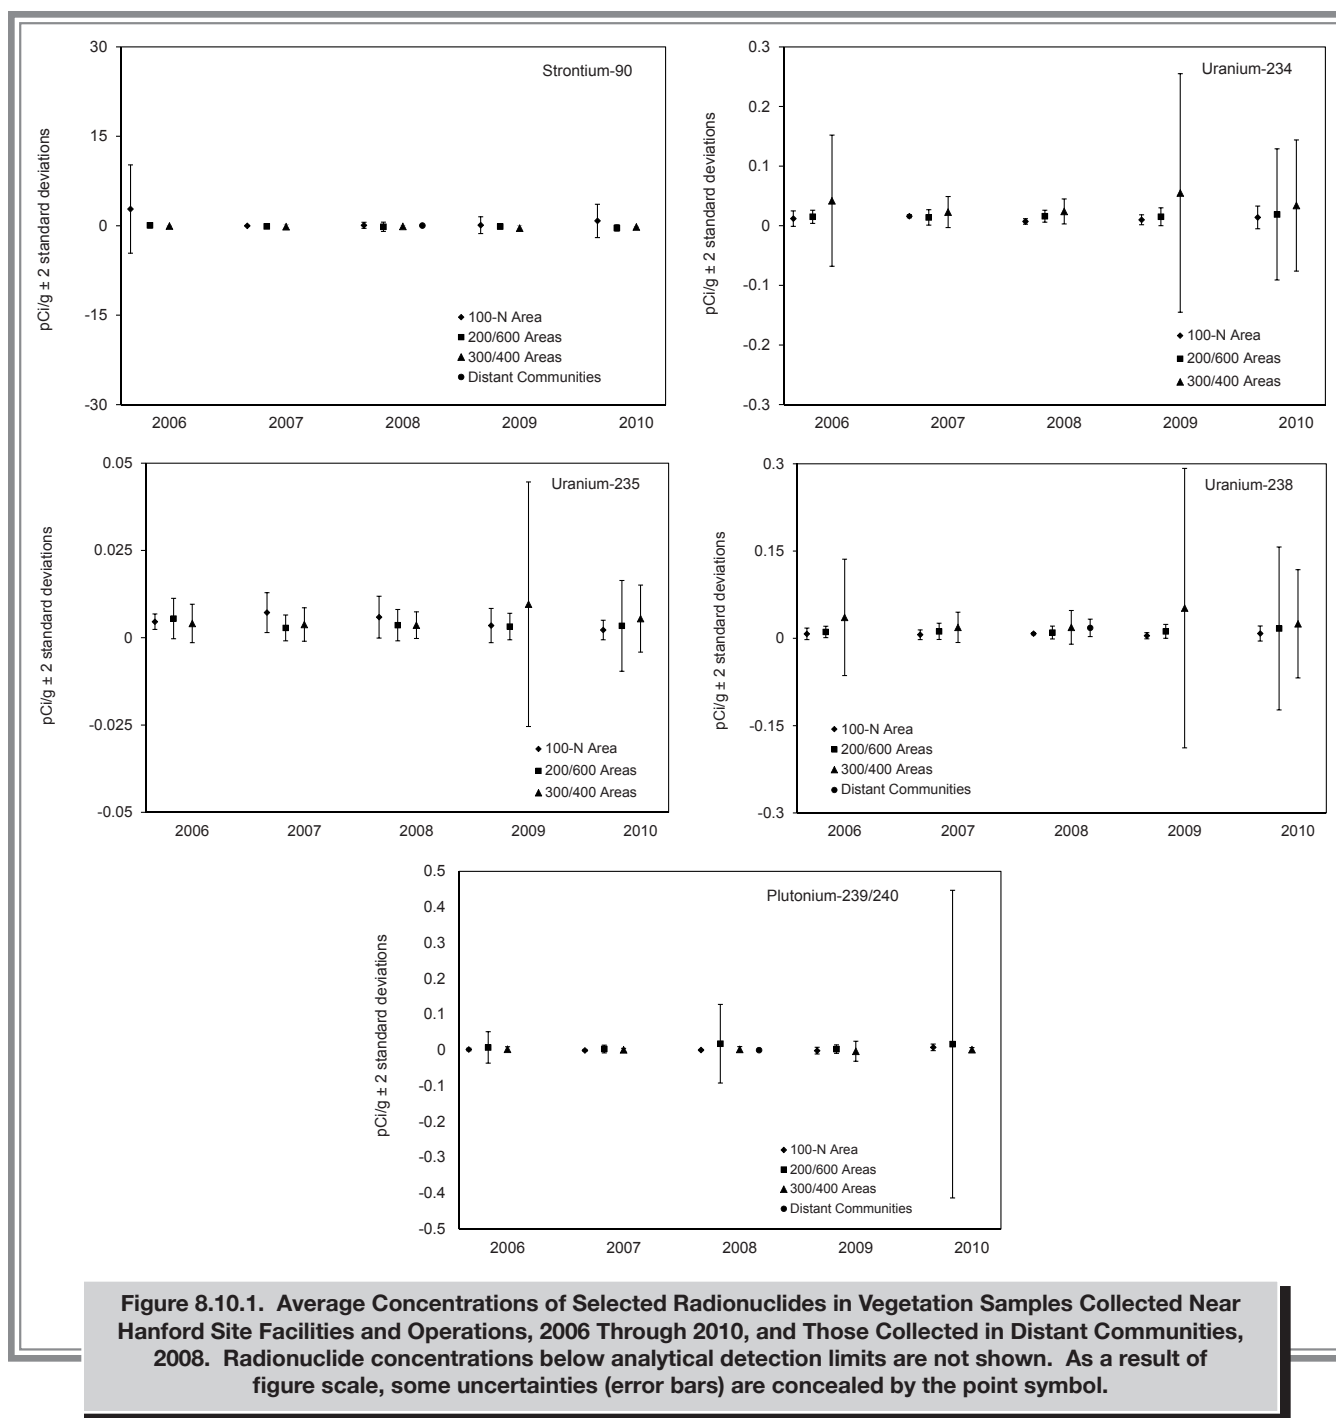 Strontium-90
pCi/g ± 2 standard deviations
30
15
0
-15
-30
100-N Area
200/600 Areas
300/400 Areas
Distant Communities
2006 2007 2008 2009 2010
Uranium-234
pCi/g ± 2 standard deviations
0.3
0.2
0.1
0
-0.1
-0.2
-0.3
100-N Area
200/600 Areas
300/400 Areas
2006 2007 2008 2009 2010
Uranium-235
pCi/g ± 2 standard deviations
0.05
0.025
0
-0.025
-0.05
100-N Area
200/600 Areas
300/400 Areas
2006 2007 2008 2009 2010
Uranium-238
pCi/g ± 2 standard deviations
0.3
0.15
0
-0.15
-0.3
100-N Area
200/600 Areas
300/400 Areas
Distant Communities
2006 2007 2008 2009 2010
Plutonium-239/240
pCi/g ± 2 standard deviations
0.5
0.4
0.3
0.2
0.1
0
-0.1
-0.2
-0.3
-0.4
-0.5
100-N Area
200/600 Areas
300/400 Areas
Distant Communities
2006 2007 2008 2009 2010
Figure 8.10.1. Average Concentrations of Selected Radionuclides in Vegetation Samples Collected Near
Hanford Site Facilities and Operations, 2006 Through 2010, and Those Collected in Distant Communities,
2008. Radionuclide concentrations below analytical detection limits are not shown. As a result of
figure scale, some uncertainties (error bars) are concealed by the point symbol.